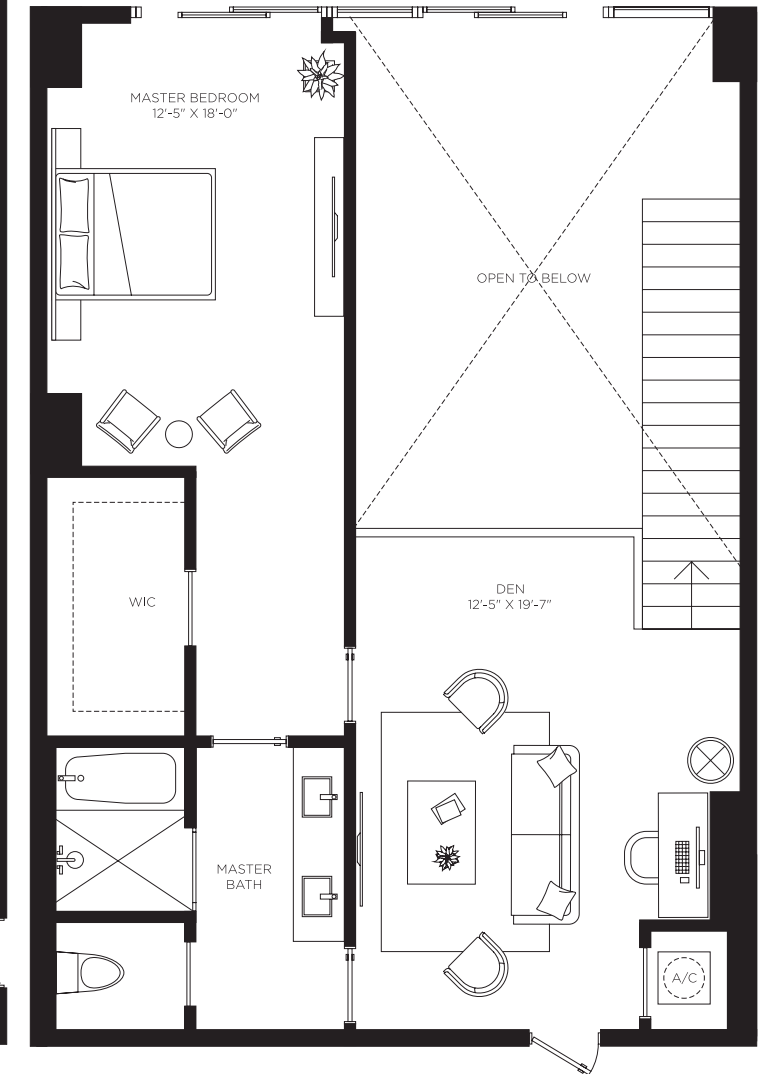 MASTER BEDROOM
12'-5" X 18'-0"
OPEN TO BELOW
DEN
12'-5" X 19'-7"
WIC
MASTER
BATH
A/C